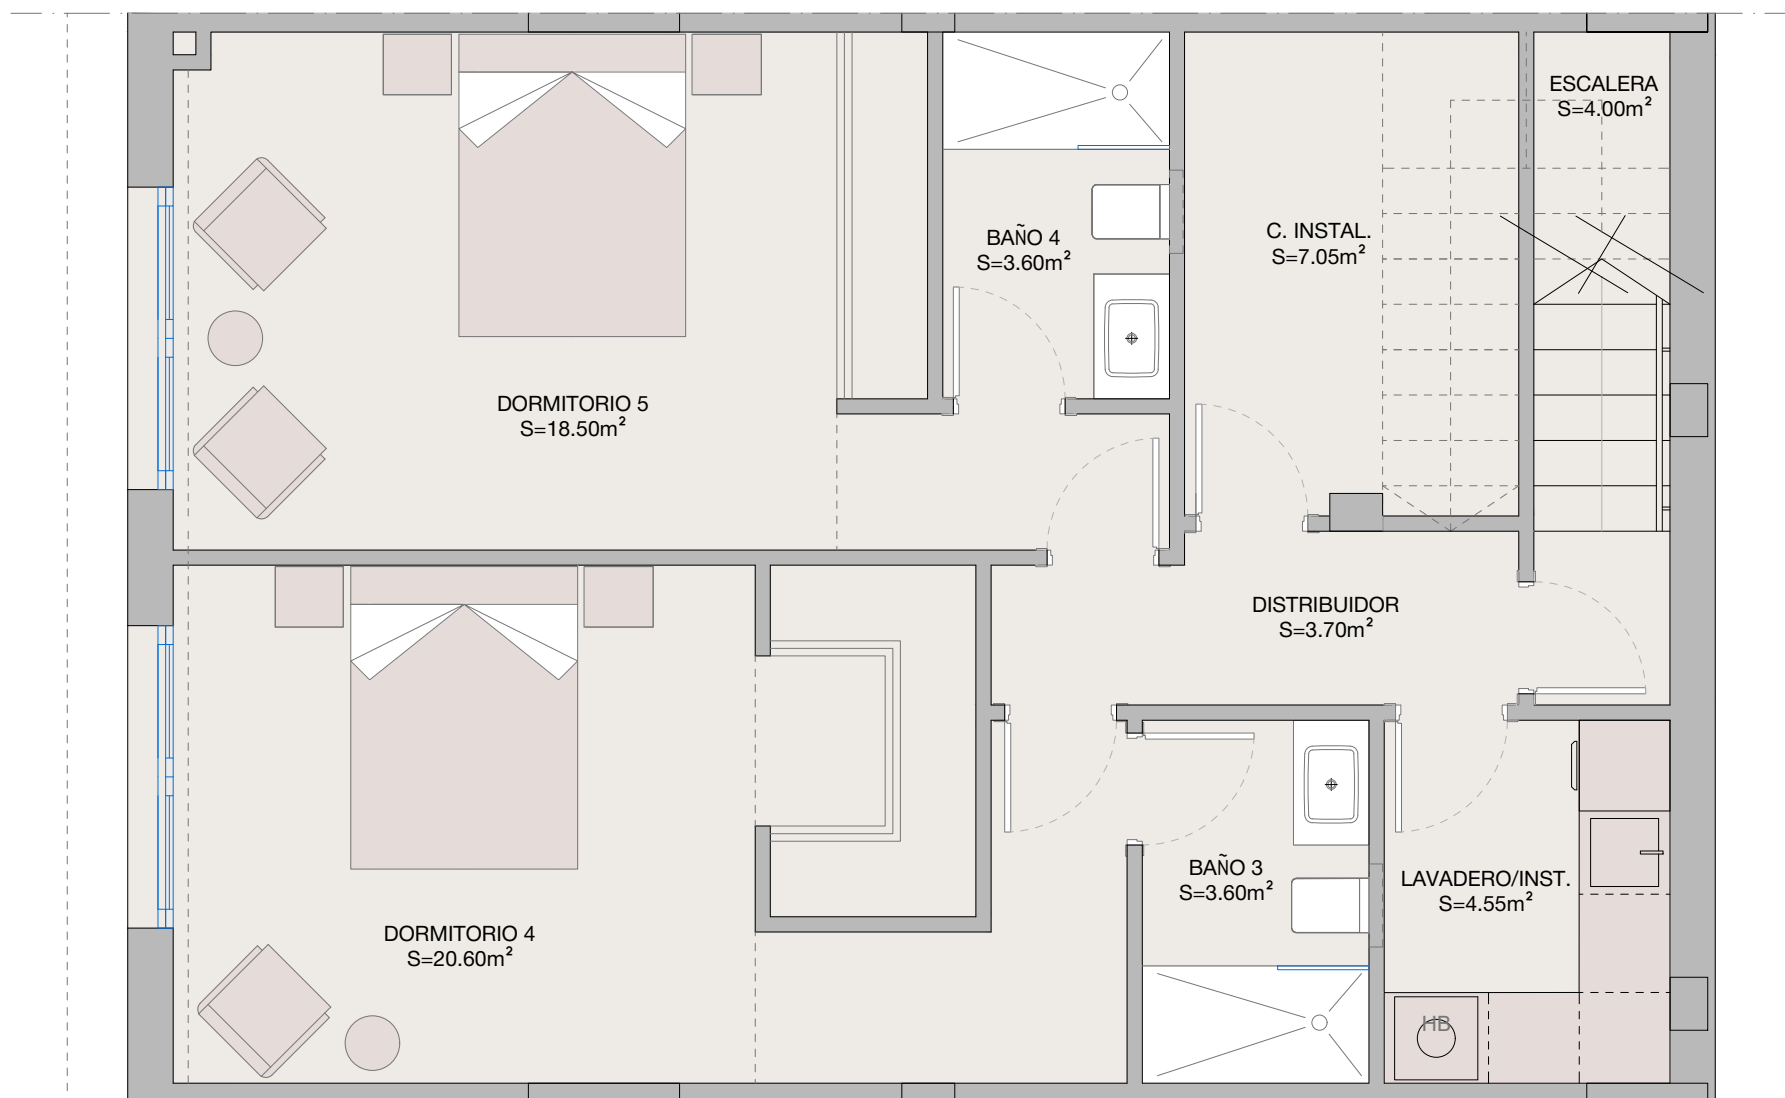 ESCALERA
S=4.00m²
BAÑO 4
S=3.60m²
C. INSTAL.
S=7.05m²
DORMITORIO 5
S=18.50m²
DISTRIBUIDOR
S=3.70m²
BAÑO 3
S=3.60m²
LAVADERO/INST.
S=4.55m²
DORMITORIO 4
S=20.60m²
HB